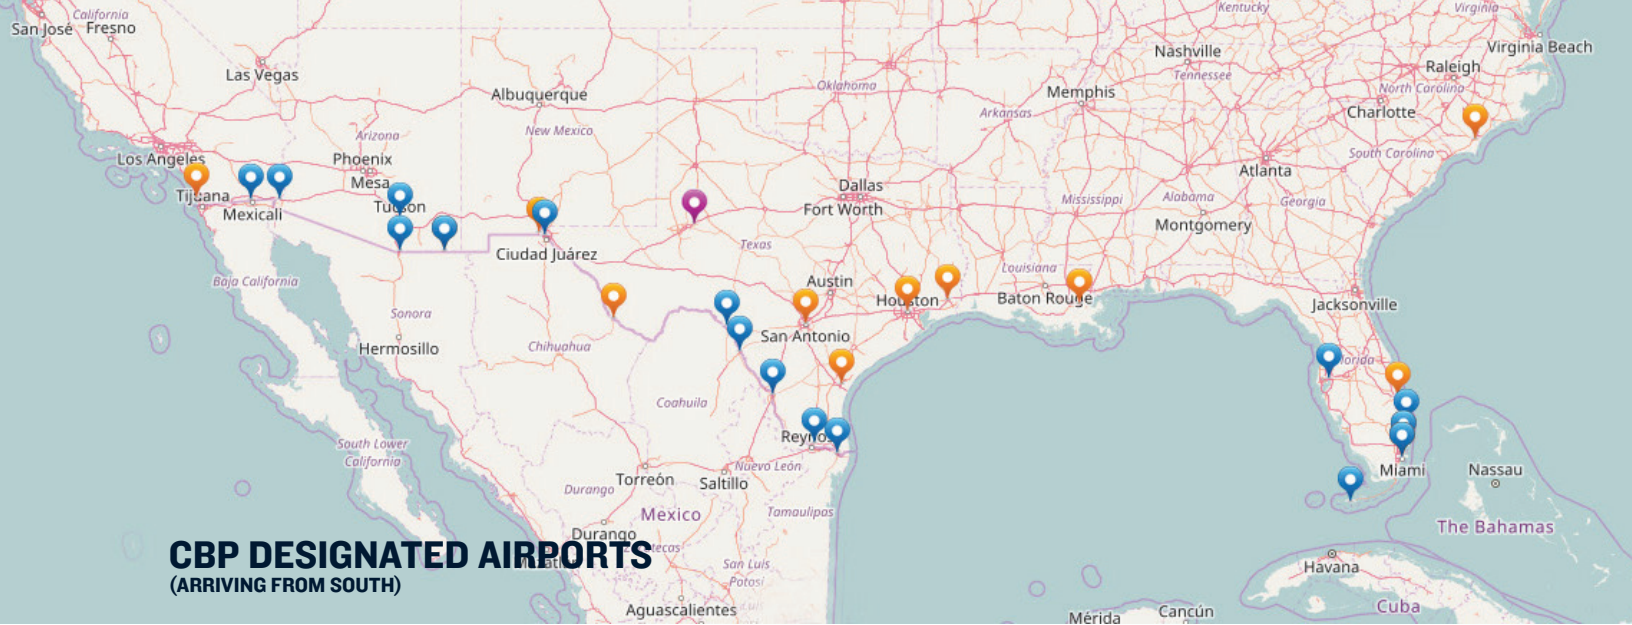 California
Kentucky
Virginia
San José
Fresno
Virginia Beach
Nashville
Las Vegas
Raleigh
Tennessee
Oklahoma
North Carolina
Albuquerque
Memphis
Charlotte
Arkansas
New Mexico
Arizona
South Carolina
Los Angeles
Phoenix
Atlanta
Mesa
Dallas
Tijuana
Tucson
Mississippi
Alabama
Georgia
Fort Worth
Mexicali
Montgomery
Texas
Ciudad Juárez
Louisiana
Baja California
Austin
Houston
Baton Rouge
Jacksonville
Sonora
San Antonio
Hermosillo
Chihuahua
Florida
Coahuila
Reynosa
South Lower
California
Nuevo León
Miami
Nassau
Torreón
Saltillo
Durango
Mexico
Tamaulipas
The Bahamas
Durango
CBP DESIGNATED AIRPORTS
(ARRIVING FROM SOUTH)
San Luis
Potosí
Havana
Aguascalientes
Cuba
Mérida
Cancún